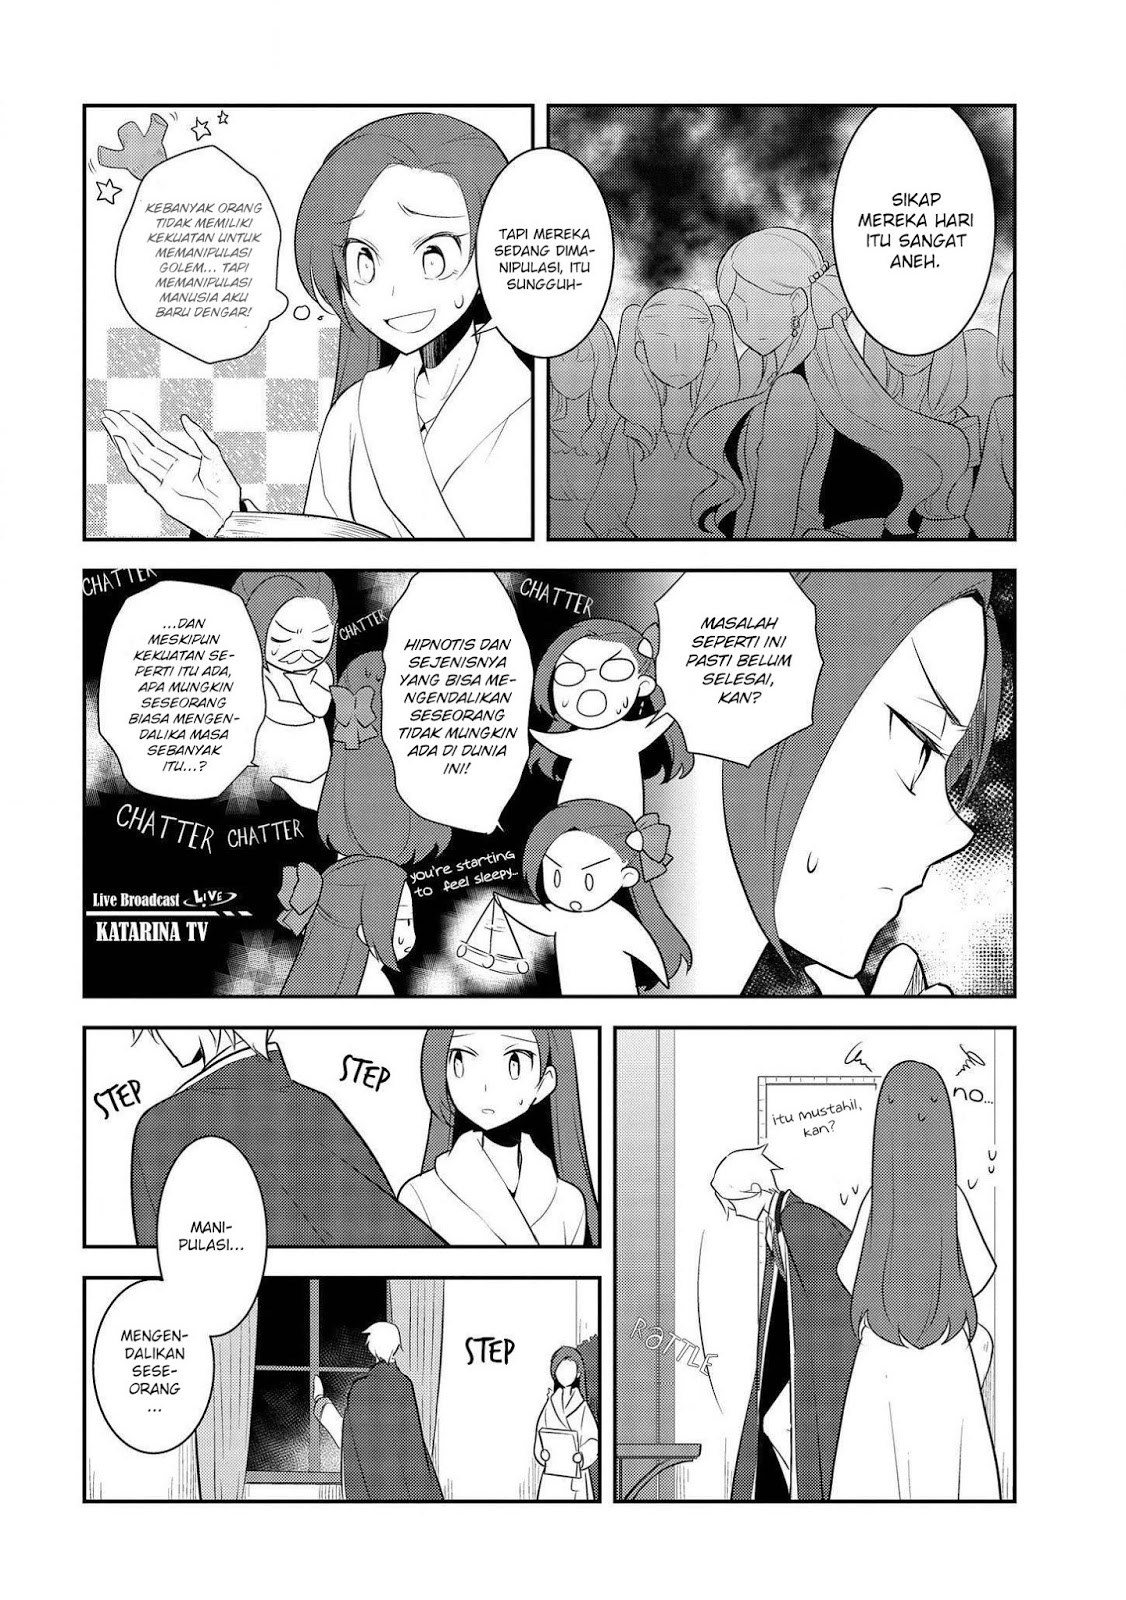 SIKAP
MEREKA HARI
ITU SANGAT
ANEH.
TAPI MEREKA
SEDANG DIMA-
NIPULASI, ITU
SUNGGUH-
KEBANYAK ORANG
TIDAK MEMILIKI
KEKUATAN UNTUK
MEMANIPULASI
GOLEM... TAPI
MEMANIPULASI
MANUSIA AKU
BARU DENGAR!
MASALAH
SEPERTI INI
PASTI BELUM
SELESAI,
KAN?
CHATTER
HIPNOTIS DAN
SEJENISNYA
YANG BISA ME-
NGENDALIKAN
SESEORANG
TIDAK MUNGKIN
ADA DI DUNIA
INI!
CHATTER
CHATTER
...DAN
MESKIPUN
KEKUATAN SE-
PERTI ITU ADA,
APA MUNGKIN
SESEORANG
BIASA MENGEN-
DALIKA MASA
SEBANYAK
ITU...?
CHATTER CHATTER
you're starting
to feel sleepy...
Live Broadcast LIVE
KATARINA TV
no...
itu mustahil,
kan?
RATTLE
STEP
STEP
MANI-
PULASI...
MENGEN-
DALIKAN
SESE-
ORANG
...
STEP